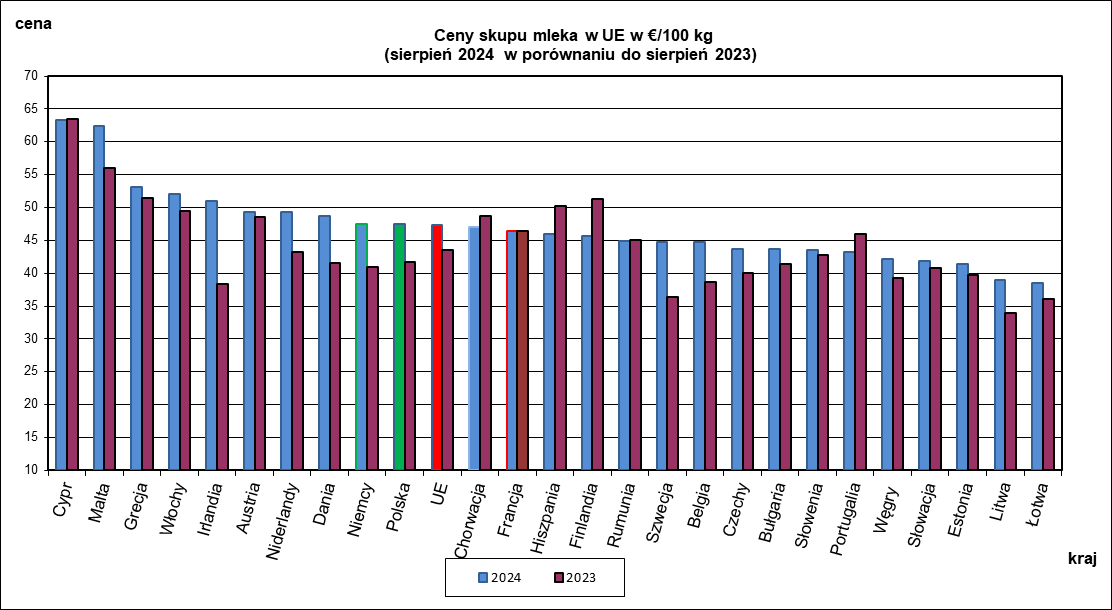 cena
Ceny skupu mleka w UE w €/100 kg
(sierpień 2024 w porównaniu do sierpień 2023)
70
65
60
55
50
45
40
35
30
25
20
15
10
Cypr
Malta
Grecja
Włochy
Irlandia
Austria
Niderlandy
Dania
Niemcy
Polska
UE
Chorwacja
Francja
Hiszpania
Finlandia
Rumunia
Szwecja
Belgia
Czechy
Bułgaria
Słowenia
Portugalia
Węgry
Słowacja
Estonia
Litwa
Łotwa
kraj
2024 2023